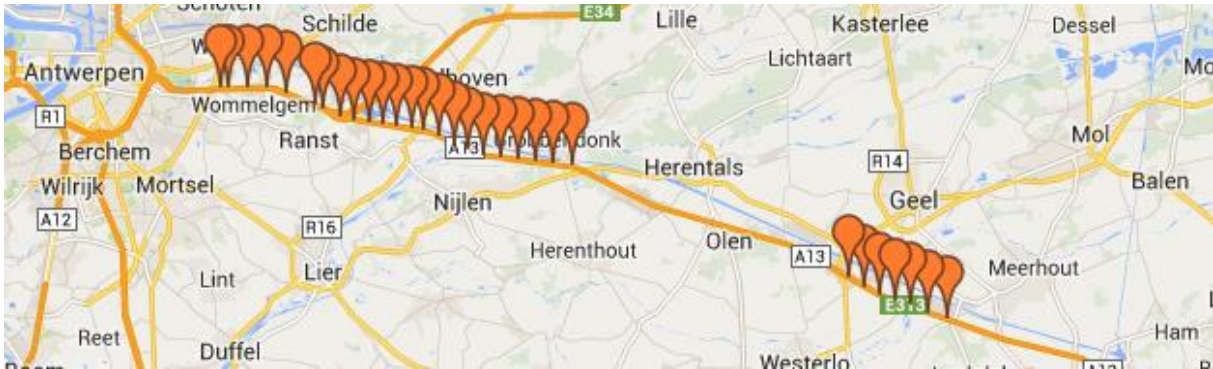 Schoten
Schilde
E34
Lille
Kasterlee
Dessel
Lichtaart
Antwerpen
Wommelgem
R1
Ranst
A13
Berchem
Mol
Herentals
R14
Balen
Wilrijk
Mortsel
Nijlen
Geel
A12
R16
Olen
Herenthout
A13
Lint
Lier
Meerhout
E313
Reet
Duffel
Ham
Westerlo